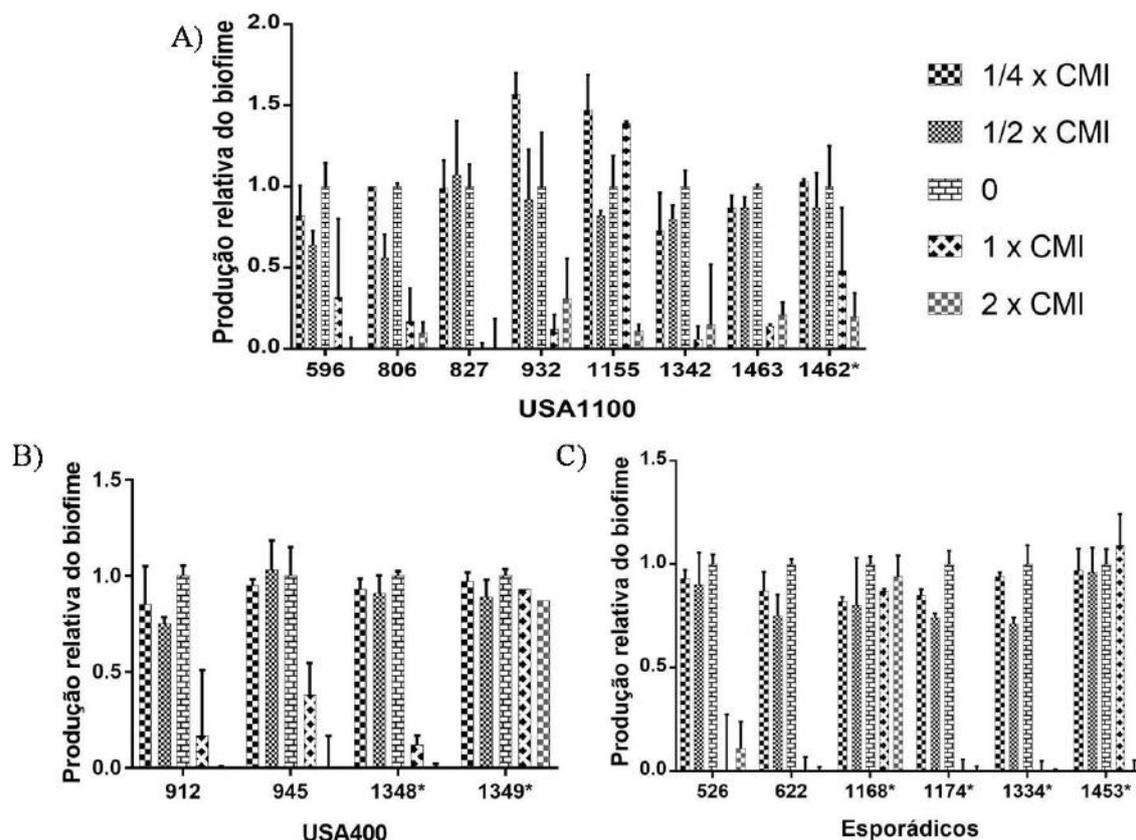 A)
Produção relativa do biofime
2.0
1.5
1.0
0.5
0.0
596 806 827 932 1155 1342 1463 1462*
USA1100
1/4 x CMI
1/2 x CMI
0
1 x CMI
2 x CMI
B)
Produção relativa do biofime
1.5
1.0
0.5
0.0
912 945 1348* 1349*
USA400
C)
Produção relativa do biofime
1.5
1.0
0.5
0.0
526 622 1168* 1174* 1334* 1453*
Esporádicos